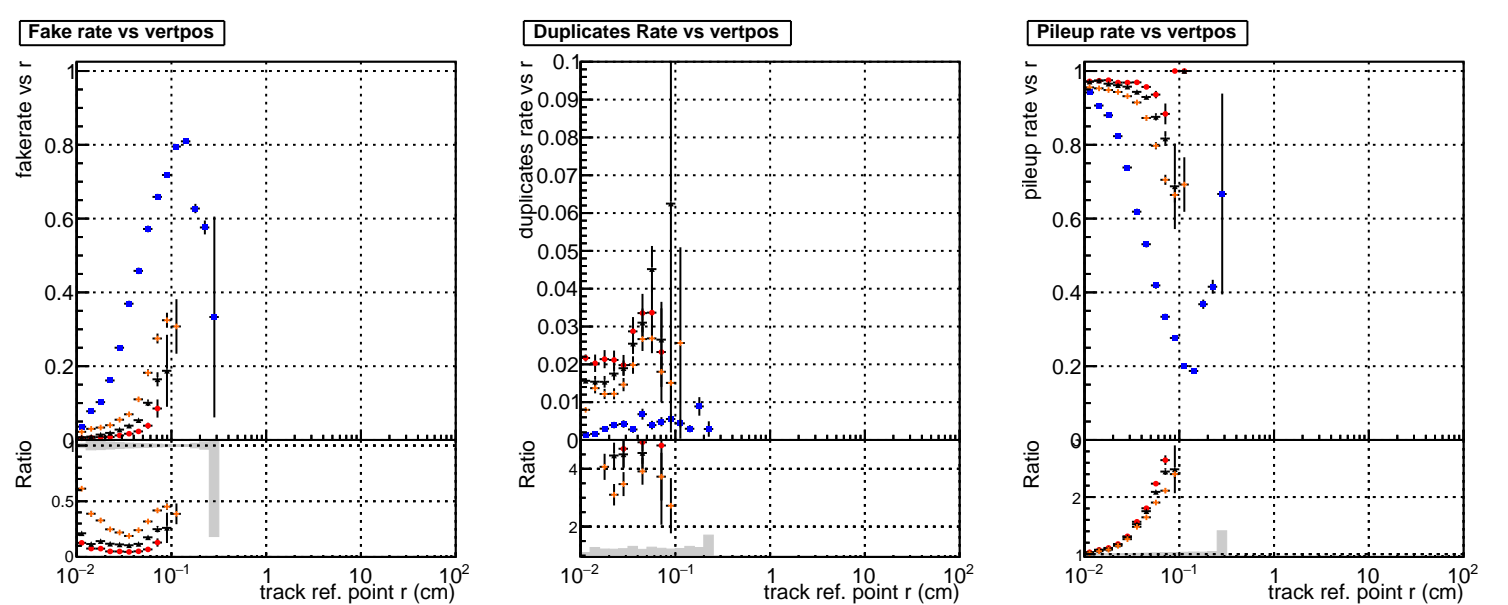 Fake rate vs vertpos
fakerate vs r
1
0.8
0.6
0.4
0.2
0
Ratio
1
0.5
0
10⁻² 10⁻¹ 1 10 10²
track ref. point r (cm)
Duplicates Rate vs vertpos
duplicates rate vs r
0.1
0.09
0.08
0.07
0.06
0.05
0.04
0.03
0.02
0.01
0
Ratio
4
2
10⁻² 10⁻¹ 1 10 10²
track ref. point r (cm)
Pileup rate vs vertpos
pileup rate vs r
1
0.8
0.6
0.4
0.2
Ratio
2
1
10⁻² 10⁻¹ 1 10 10²
track ref. point r (cm)